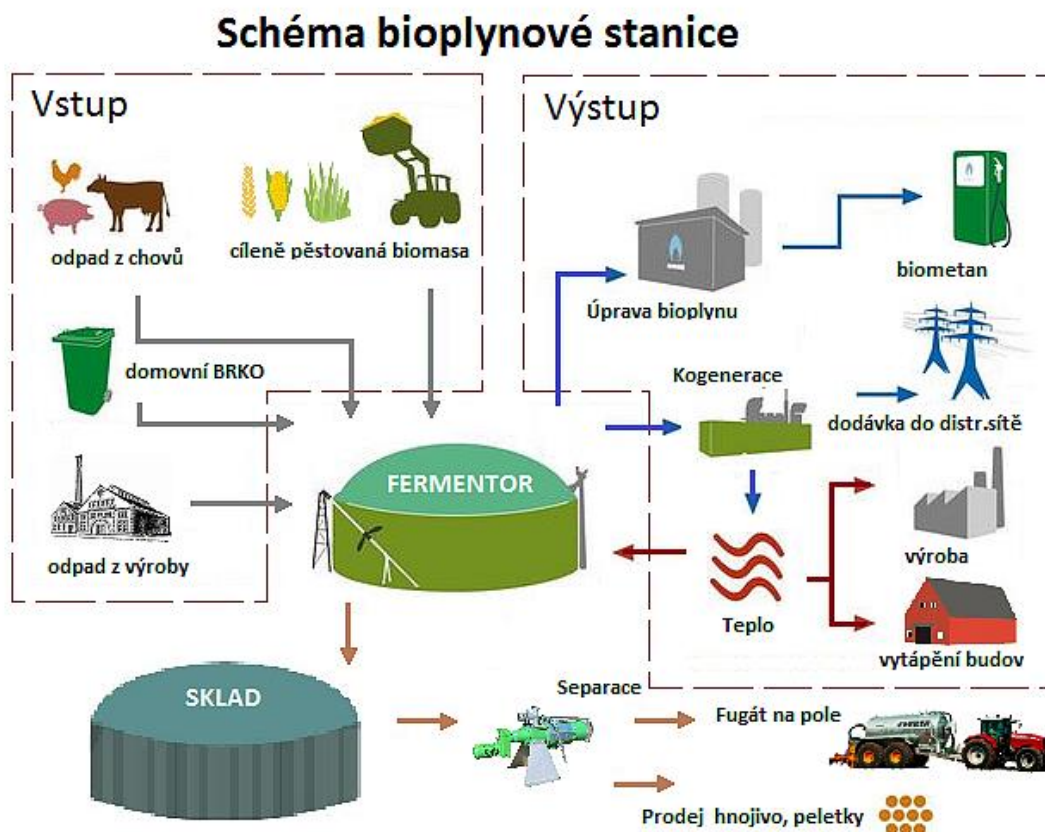 Schéma bioplynové stanice
Vstup
odpad z chovů
cíleně pěstovaná biomasa
domovní BRKO
odpad z výroby
FERMENTOR
Výstup
Úprava bioplynu
biometan
Kogenerace
dodávka do distr.sítě
Teplo
výroba
vytápění budov
SKLAD
Separace
Fugát na pole
Prodej hnojivo, peletky